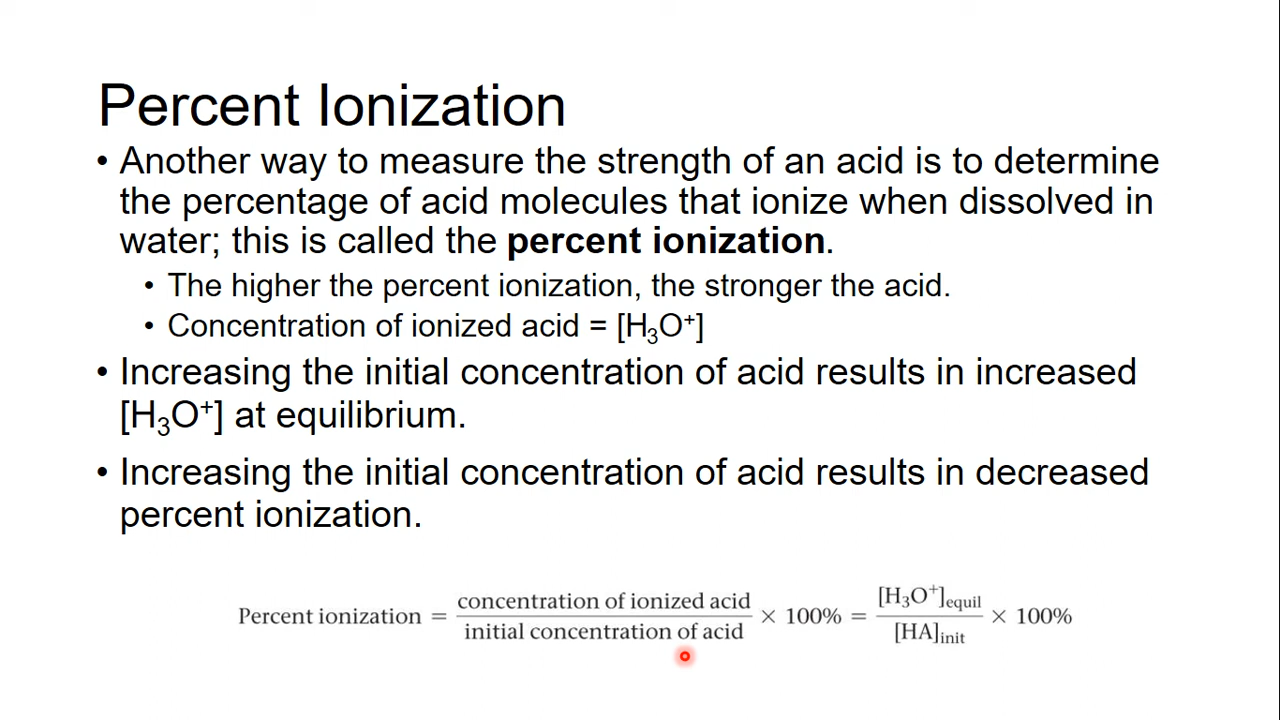 Percent Ionization
• Another way to measure the strength of an acid is to determine
the percentage of acid molecules that ionize when dissolved in
water; this is called the percent ionization.
• The higher the percent ionization, the stronger the acid.
• Concentration of ionized acid = [H₃O⁺]
• Increasing the initial concentration of acid results in increased
[H₃O⁺] at equilibrium.
• Increasing the initial concentration of acid results in decreased
percent ionization.
Percent ionization = concentration of ionized acid / initial concentration of acid × 100% = [H₃O⁺]equil / [HA]init × 100%